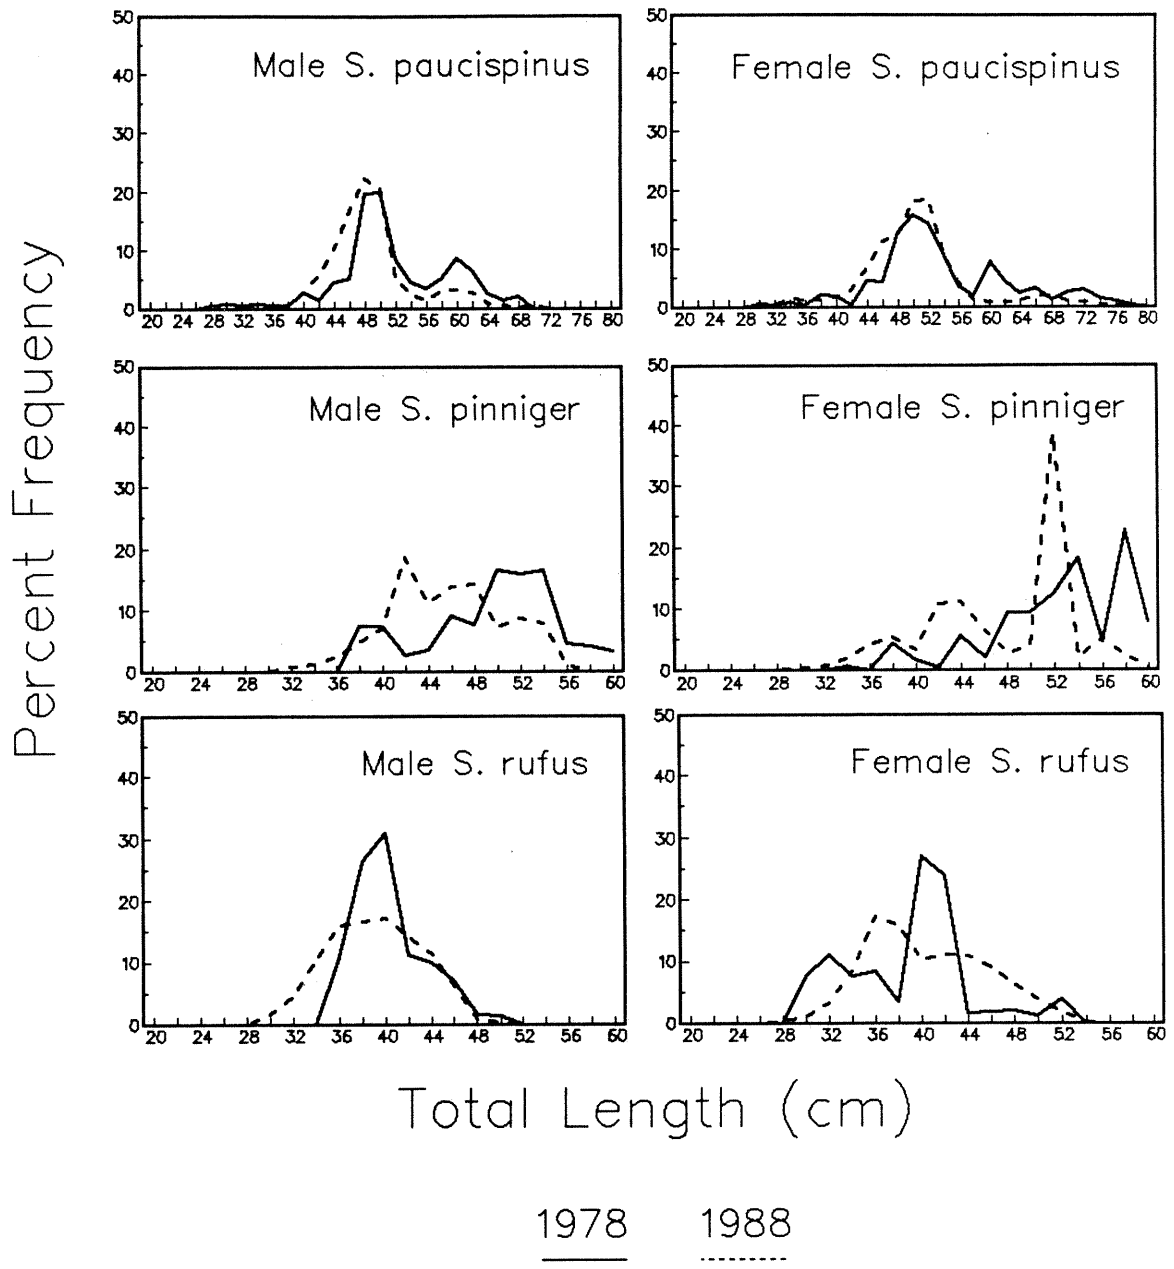 Percent Frequency
Male S. paucispinus
50
40
30
20
10
0
20 24 28 32 36 40 44 48 52 56 60 64 68 72 76 80
Female S. paucispinus
50
40
30
20
10
0
20 24 28 32 36 40 44 48 52 56 60 64 68 72 76 80
Male S. pinniger
50
40
30
20
10
0
20 24 28 32 36 40 44 48 52 56 60
Female S. pinniger
50
40
30
20
10
0
20 24 28 32 36 40 44 48 52 56 60
Male S. rufus
50
40
30
20
10
0
20 24 28 32 36 40 44 48 52 56 60
Female S. rufus
50
40
30
20
10
0
20 24 28 32 36 40 44 48 52 56 60
Total Length (cm)
1978 1988